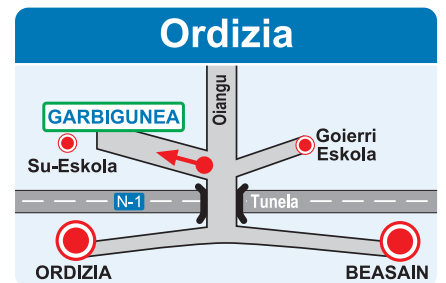 Ordizia
Oiangu
GARBIGUNEA
Su-Eskola
Goierri
Eskola
N-1
Tunela
ORDIZIA
BEASAIN